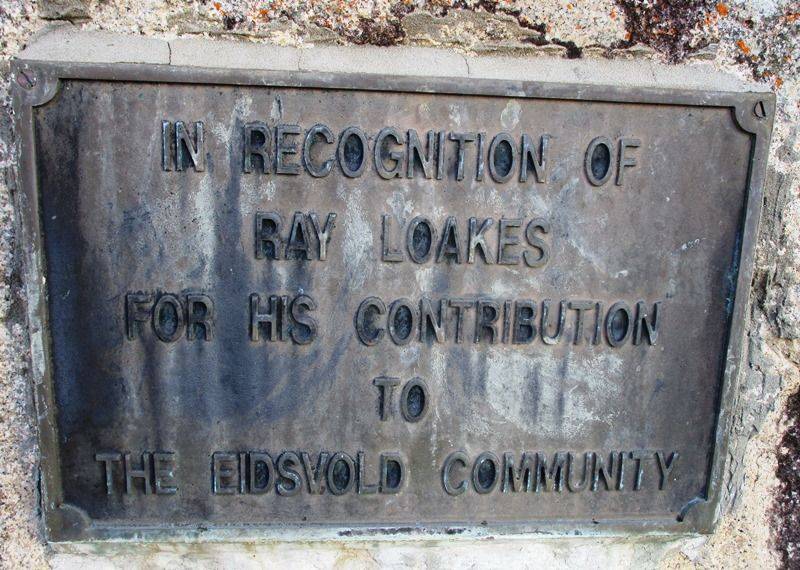 IN RECOGNITION OF
RAY LOAKES
FOR HIS CONTRIBUTION
TO
THE EIDSVOLD COMMUNITY